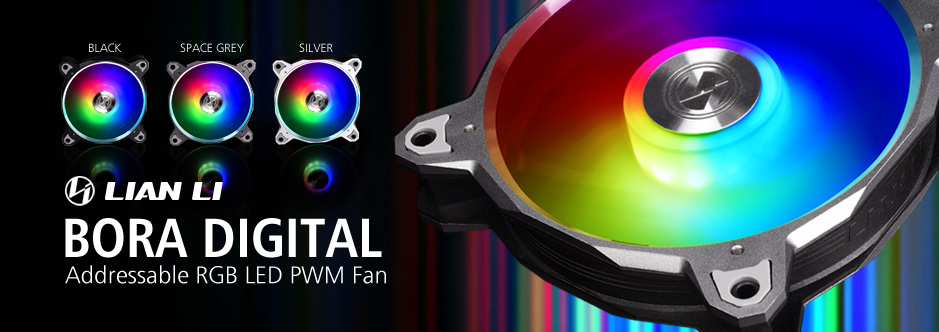 BLACK SPACE GREY SILVER
LIAN LI
BORA DIGITAL
Addressable RGB LED PWM Fan